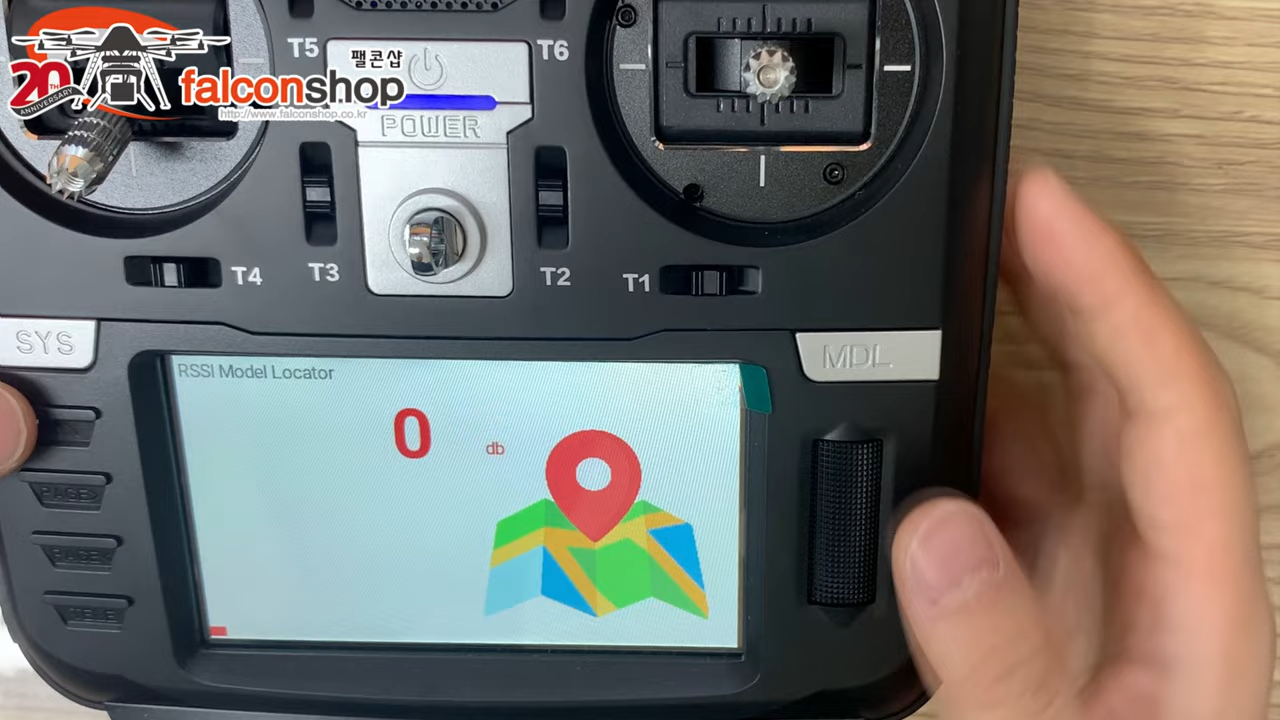 T5
T6
팰콘샵
20TH
ANNIVERSARY
falconshop
http://www.falconshop.co.kr
POWER
T4
T3
T2
T1
SYS
MDL
RSSI Model Locator
0
db
PAGE>
PAGE<
TELE